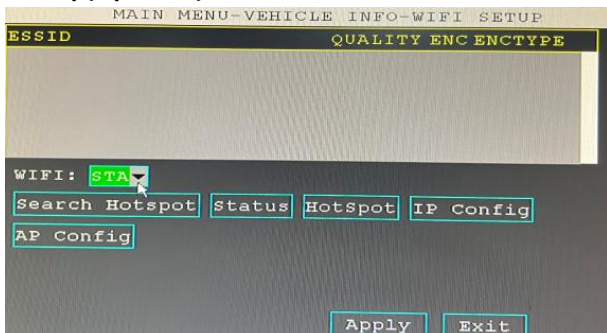 MAIN MENU-VEHICLE INFO-WIFI SETUP
ESSID QUALITY ENC ENCTYPE
WIFI: STA
Search Hotspot Status HotSpot IP Config
AP Config
Apply Exit